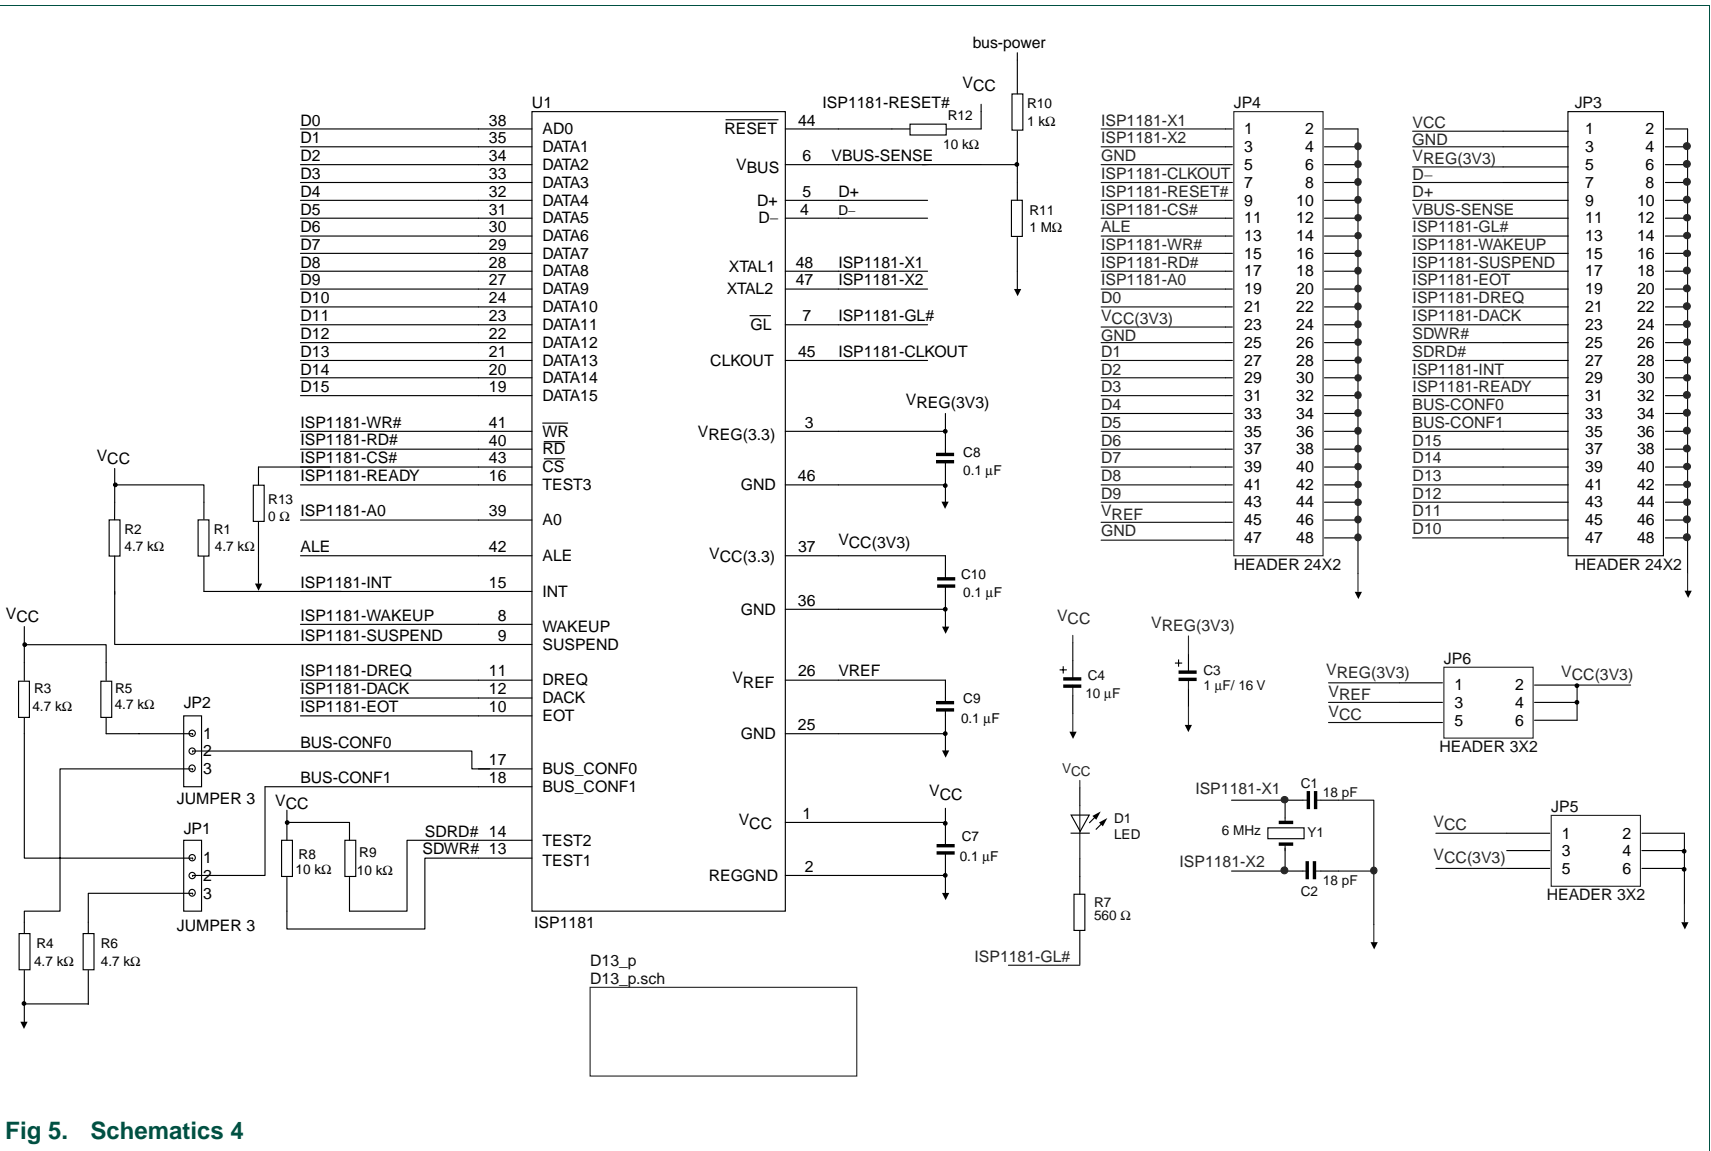 bus-power
VCC
ISP1181-RESET#
R12
10 kΩ
R10
1 kΩ
R11
1 MΩ
U1
D0 38 AD0
D1 35 DATA1
D2 34 DATA2
D3 33 DATA3
D4 32 DATA4
D5 31 DATA5
D6 30 DATA6
D7 29 DATA7
D8 28 DATA8
D9 27 DATA9
D10 24 DATA10
D11 23 DATA11
D12 22 DATA12
D13 21 DATA13
D14 20 DATA14
D15 19 DATA15
ISP1181-WR# 41 WR
ISP1181-RD# 40 RD
ISP1181-CS# 43 CS
ISP1181-READY 16 TEST3
ISP1181-A0 39 A0
ALE 42 ALE
ISP1181-INT 15 INT
ISP1181-WAKEUP 8 WAKEUP
ISP1181-SUSPEND 9 SUSPEND
ISP1181-DREQ 11 DREQ
ISP1181-DACK 12 DACK
ISP1181-EOT 10 EOT
BUS-CONF0 17 BUS_CONF0
BUS-CONF1 18 BUS_CONF1
SDRD# 14 TEST2
SDWR# 13 TEST1
ISP1181
RESET 44
VBUS 6 VBUS-SENSE
D+ 5 D+
D– 4 D–
XTAL1 48 ISP1181-X1
XTAL2 47 ISP1181-X2
GL 7 ISP1181-GL#
CLKOUT 45 ISP1181-CLKOUT
VREG(3.3) 3 VREG(3V3)
C8
0.1 μF
GND 46
VCC(3.3) 37 VCC(3V3)
C10
0.1 μF
GND 36
VREF 26 VREF
C9
0.1 μF
GND 25
VCC 1 VCC
C7
0.1 μF
REGGND 2
VCC
R2
4.7 kΩ
R1
4.7 kΩ
R13
0 Ω
VCC
R3
4.7 kΩ
R5
4.7 kΩ
JP2
1
2
3
JUMPER 3
JP1
1
2
3
JUMPER 3
R4
4.7 kΩ
R6
4.7 kΩ
VCC
R8
10 kΩ
R9
10 kΩ
D13_p
D13_p.sch
JP4
ISP1181-X1 1 2
ISP1181-X2 3 4
GND 5 6
ISP1181-CLKOUT 7 8
ISP1181-RESET# 9 10
ISP1181-CS# 11 12
ALE 13 14
ISP1181-WR# 15 16
ISP1181-RD# 17 18
ISP1181-A0 19 20
D0 21 22
VCC(3V3) 23 24
GND 25 26
D1 27 28
D2 29 30
D3 31 32
D4 33 34
D5 35 36
D6 37 38
D7 39 40
D8 41 42
D9 43 44
VREF 45 46
GND 47 48
HEADER 24X2
JP3
VCC 1 2
GND 3 4
VREG(3V3) 5 6
D– 7 8
D+ 9 10
VBUS-SENSE 11 12
ISP1181-GL# 13 14
ISP1181-WAKEUP 15 16
ISP1181-SUSPEND 17 18
ISP1181-EOT 19 20
ISP1181-DREQ 21 22
ISP1181-DACK 23 24
SDWR# 25 26
SDRD# 27 28
ISP1181-INT 29 30
ISP1181-READY 31 32
BUS-CONF0 33 34
BUS-CONF1 35 36
D15 37 38
D14 39 40
D13 41 42
D12 43 44
D11 45 46
D10 47 48
HEADER 24X2
VCC
+
C4
10 μF
VREG(3V3)
+
C3
1 μF/ 16 V
JP6
VREG(3V3) 1 2 VCC(3V3)
VREF 3 4
VCC 5 6
HEADER 3X2
VCC
D1
LED
R7
560 Ω
ISP1181-GL#
ISP1181-X1
C1
18 pF
6 MHz
Y1
ISP1181-X2
C2
18 pF
JP5
VCC 1 2
3 4
VCC(3V3) 5 6
HEADER 3X2
Fig 5. Schematics 4